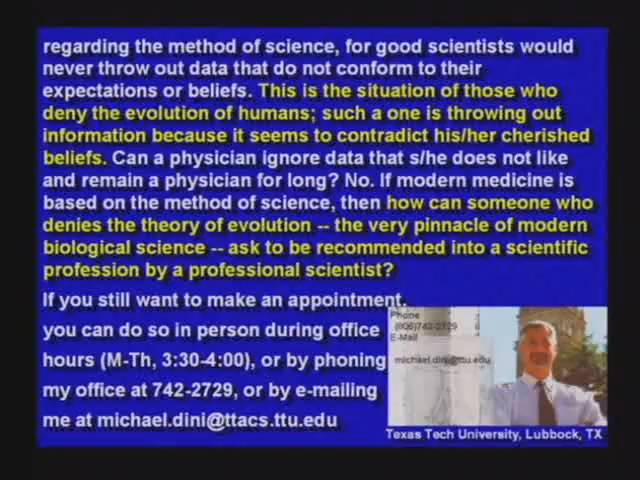 regarding the method of science, for good scientists would
never throw out data that do not conform to their
expectations or beliefs. This is the situation of those who
deny the evolution of humans; such a one is throwing out
information because it seems to contradict his/her cherished
beliefs. Can a physician ignore data that s/he does not like
and remain a physician for long? No. If modern medicine is
based on the method of science, then how can someone who
denies the theory of evolution -- the very pinnacle of modern
biological science -- ask to be recommended into a scientific
profession by a professional scientist?
If you still want to make an appointment,
you can do so in person during office
hours (M-Th, 3:30-4:00), or by phoning
my office at 742-2729, or by e-mailing
me at michael.dini@ttacs.ttu.edu
Phone
(806)742-2729
E-Mail
michael.dini@ttu.edu
Texas Tech University, Lubbock, TX